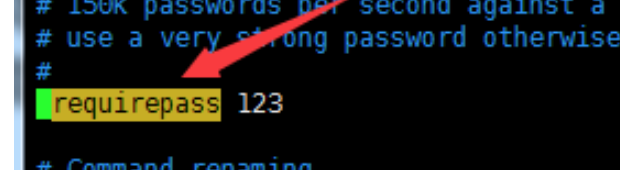 # 150k passwords per second against a
# use a very strong password otherwise
#
requirepass 123
# Command renaming